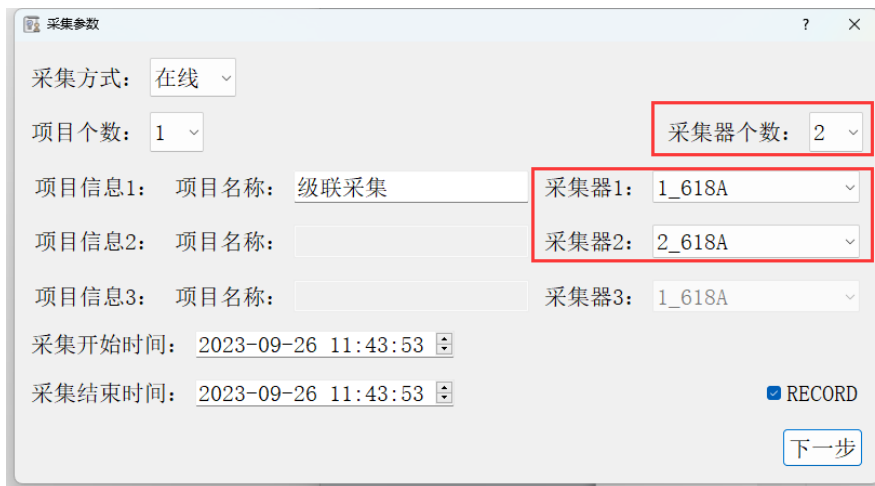 采集参数
采集方式： 在线
项目个数： 1 采集器个数： 2
项目信息1： 项目名称： 级联采集 采集器1： 1_618A
项目信息2： 项目名称： 采集器2： 2_618A
项目信息3： 项目名称： 采集器3： 1_618A
采集开始时间： 2023-09-26 11:43:53
采集结束时间： 2023-09-26 11:43:53 RECORD
下一步